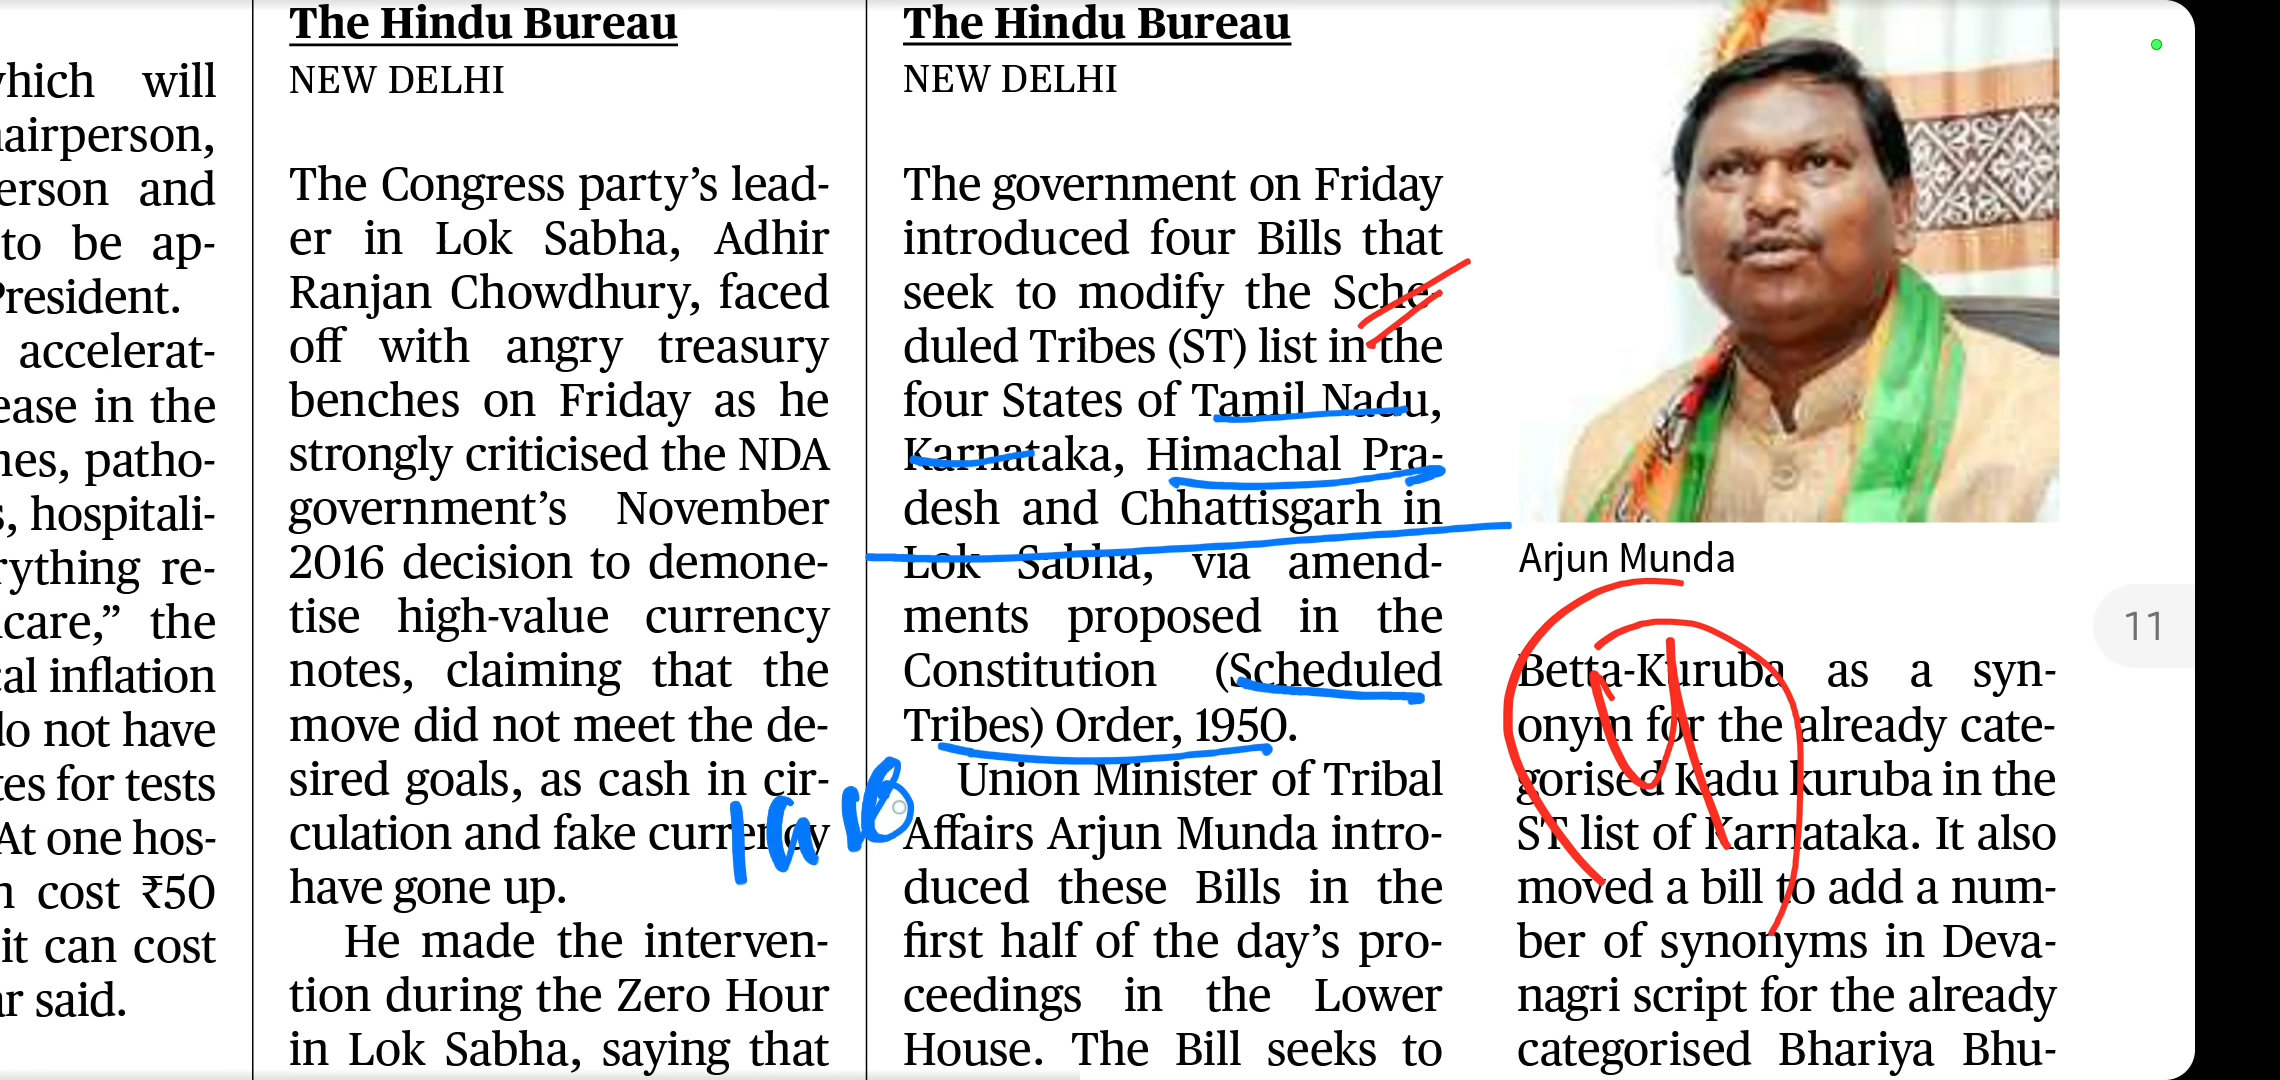 which will
hairperson,
erson and
to be ap-
President.
accelerat-
ease in the
nes, patho-
s, hospitali-
rything re-
care,” the
cal inflation
do not have
tes for tests
At one hos-
n cost ₹50
it can cost
ar said.
The Hindu Bureau
NEW DELHI
The Congress party’s lead-
er in Lok Sabha, Adhir
Ranjan Chowdhury, faced
off with angry treasury
benches on Friday as he
strongly criticised the NDA
government’s November
2016 decision to demone-
tise high-value currency
notes, claiming that the
move did not meet the de-
sired goals, as cash in cir-
culation and fake currency
have gone up.
He made the interven-
tion during the Zero Hour
in Lok Sabha, saying that
The Hindu Bureau
NEW DELHI
The government on Friday
introduced four Bills that
seek to modify the Sche-
duled Tribes (ST) list in the
four States of Tamil Nadu,
Karnataka, Himachal Pra-
desh and Chhattisgarh in
Lok Sabha, via amend-
ments proposed in the
Constitution (Scheduled
Tribes) Order, 1950.
Union Minister of Tribal
Affairs Arjun Munda intro-
duced these Bills in the
first half of the day’s pro-
ceedings in the Lower
House. The Bill seeks to
Arjun Munda
Betta-Kuruba as a syn-
onym for the already cate-
gorised Kadu kuruba in the
ST list of Karnataka. It also
moved a bill to add a num-
ber of synonyms in Deva-
nagri script for the already
categorised Bhariya Bhu-
11